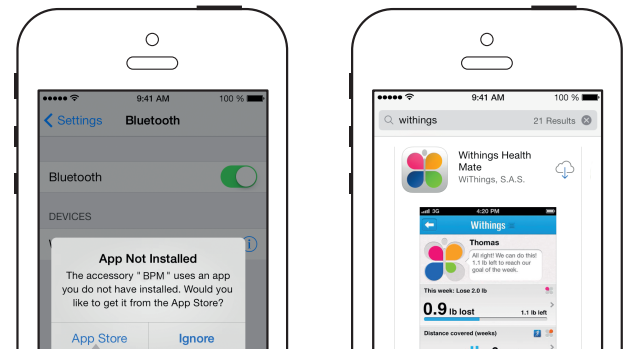 9:41 AM
100 %
Settings
Bluetooth
Bluetooth
DEVICES
App Not Installed
The accessory " BPM " uses an app
you do not have installed. Would you
like to get it from the App Store?
App Store
Ignore
9:41 AM
100 %
withings
21 Results
Withings Health
Mate
WiThings, S.A.S.
3G
4:20 PM
Withings
Thomas
All right! We can do this!
1.1 lb left to reach our
goal of the week.
This week: Lose 2.0 lb
0.9 lb lost
1.1 lb left
Distance covered (weeks)